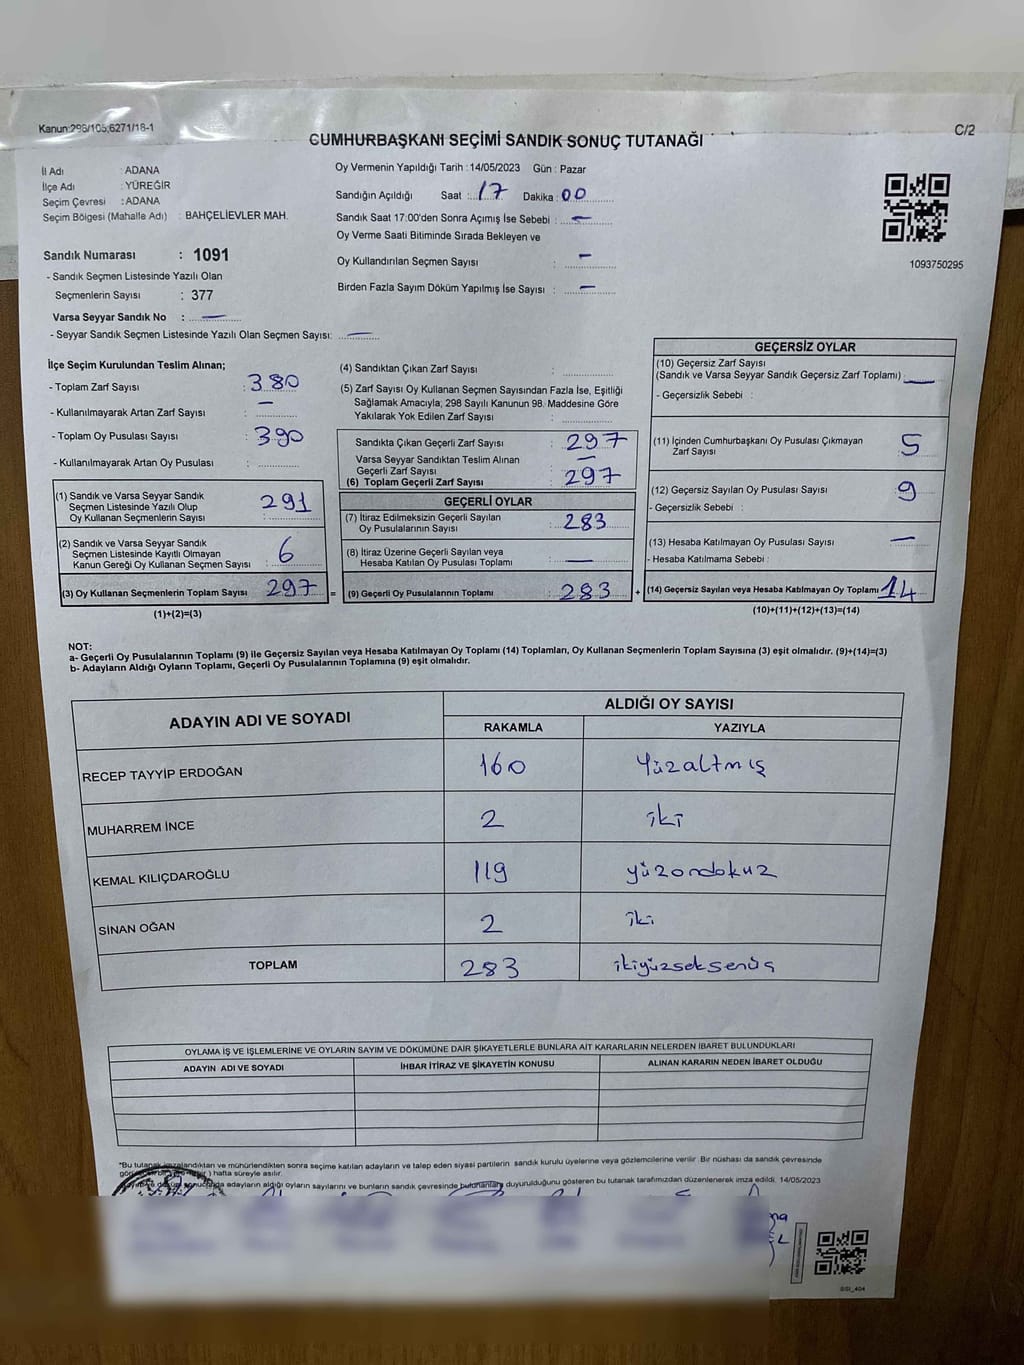 Kanun:298/105;6271/18-1
C/2
CUMHURBAŞKANI SEÇİMİ SANDIK SONUÇ TUTANAĞI
İl Adı : ADANA
İlçe Adı : YÜREĞİR
Seçim Çevresi : ADANA
Seçim Bölgesi (Mahalle Adı) : BAHÇELİEVLER MAH.
Sandık Numarası : 1091
- Sandık Seçmen Listesinde Yazılı Olan
Seçmenlerin Sayısı : 377
Varsa Seyyar Sandık No : —
- Seyyar Sandık Seçmen Listesinde Yazılı Olan Seçmen Sayısı: —
Oy Vermenin Yapıldığı Tarih : 14/05/2023 Gün : Pazar
Sandığın Açıldığı Saat : 17 Dakika : 00
Sandık Saat 17:00'den Sonra Açımış İse Sebebi : —
Oy Verme Saati Bitiminde Sırada Bekleyen ve
Oy Kullandırılan Seçmen Sayısı : —
Birden Fazla Sayım Döküm Yapılmış İse Sayısı : —
1093750295
İlçe Seçim Kurulundan Teslim Alınan;
- Toplam Zarf Sayısı : 380
- Kullanılmayarak Artan Zarf Sayısı : —
- Toplam Oy Pusulası Sayısı : 390
- Kullanılmayarak Artan Oy Pusulası :
(1) Sandık ve Varsa Seyyar Sandık
Seçmen Listesinde Yazılı Olup
Oy Kullanan Seçmenlerin Sayısı : 291
(2) Sandık ve Varsa Seyyar Sandık
Seçmen Listesinde Kayıtlı Olmayan
Kanun Gereği Oy Kullanan Seçmen Sayısı : 6
(3) Oy Kullanan Seçmenlerin Toplam Sayısı : 297 =
(1)+(2)=(3)
(4) Sandıktan Çıkan Zarf Sayısı :
(5) Zarf Sayısı Oy Kullanan Seçmen Sayısından Fazla İse, Eşitliği
Sağlamak Amacıyla; 298 Sayılı Kanunun 98. Maddesine Göre
Yakılarak Yok Edilen Zarf Sayısı :
Sandıkta Çıkan Geçerli Zarf Sayısı : 297
Varsa Seyyar Sandıktan Teslim Alınan
Geçerli Zarf Sayısı : —
(6) Toplam Geçerli Zarf Sayısı : 297
GEÇERLİ OYLAR
(7) İtiraz Edilmeksizin Geçerli Sayılan
Oy Pusulalarının Sayısı : 283
(8) İtiraz Üzerine Geçerli Sayılan veya
Hesaba Katılan Oy Pusulası Toplamı : —
(9) Geçerli Oy Pusulalarının Toplamı : 283 +
GEÇERSİZ OYLAR
(10) Geçersiz Zarf Sayısı
(Sandık ve Varsa Seyyar Sandık Geçersiz Zarf Toplamı) —
- Geçersizlik Sebebi :
(11) İçinden Cumhurbaşkanı Oy Pusulası Çıkmayan
Zarf Sayısı : 5
(12) Geçersiz Sayılan Oy Pusulası Sayısı : 9
- Geçersizlik Sebebi :
(13) Hesaba Katılmayan Oy Pusulası Sayısı : —
- Hesaba Katılmama Sebebi :
(14) Geçersiz Sayılan veya Hesaba Katılmayan Oy Toplamı 14
(10)+(11)+(12)+(13)=(14)
NOT:
a- Geçerli Oy Pusulalarının Toplamı (9) ile Geçersiz Sayılan veya Hesaba Katılmayan Oy Toplamı (14) Toplamları, Oy Kullanan Seçmenlerin Toplam Sayısına (3) eşit olmalıdır. (9)+(14)=(3)
b- Adayların Aldığı Oyların Toplamı, Geçerli Oy Pusulalarının Toplamına (9) eşit olmalıdır.
ADAYIN ADI VE SOYADI
ALDIĞI OY SAYISI
RAKAMLA YAZIYLA
RECEP TAYYİP ERDOĞAN 160 Yüzaltmış
MUHARREM İNCE 2 iki
KEMAL KILIÇDAROĞLU 119 yüzondokuz
SİNAN OĞAN 2 iki
TOPLAM 283 ikiyüzseksenüç
OYLAMA İŞ VE İŞLEMLERİNE VE OYLARIN SAYIM VE DÖKÜMÜNE DAİR ŞİKAYETLERLE BUNLARA AİT KARARLARIN NELERDEN İBARET BULUNDUKLARI
ADAYIN ADI VE SOYADI İHBAR İTİRAZ VE ŞİKAYETİN KONUSU ALINAN KARARIN NEDEN İBARET OLDUĞU
*Bu tutanak imzalandıktan ve mühürlendikten sonra seçime katılan adayların ve talep eden siyasi partilerin sandık kurulu üyelerine veya gözlemcilerine verilir. Bir nüshası da sandık çevresinde
) hafta süreyle asılır.
adayların aldığı oyların sayılarını ve bunların sandık çevresinde bulunanlara duyurulduğunu gösteren bu tutanak tarafımızdan düzenlenerek imza edildi. 14/05/2023
SSI_404